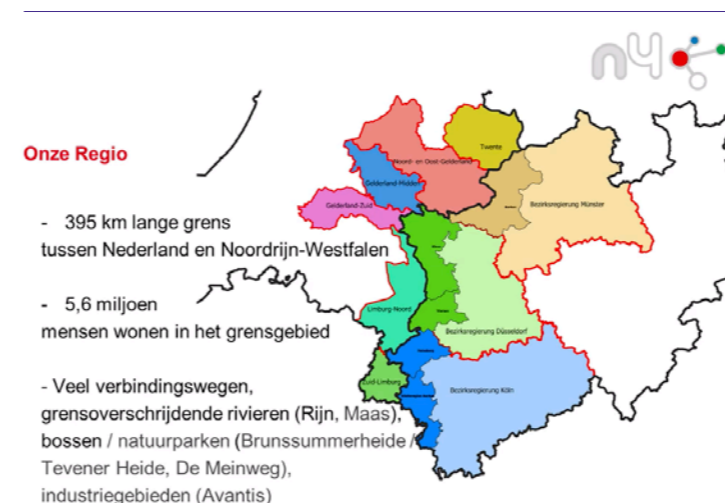 n4
Onze Regio
- 395 km lange grens
tussen Nederland en Noordrijn-Westfalen
- 5,6 miljoen
mensen wonen in het grensgebied
- Veel verbindingswegen,
grensoverschrijdende rivieren (Rijn, Maas),
bossen / natuurparken (Brunssummerheide /
Tevener Heide, De Meinweg),
industriegebieden (Avantis)
Twente
Noord- en Oost-Gelderland
Gelderland-Midden
Gelderland-Zuid
Bezirksregierung Münster
Limburg-Noord
Bezirksregierung Düsseldorf
Zuid-Limburg
Bezirksregierung Köln